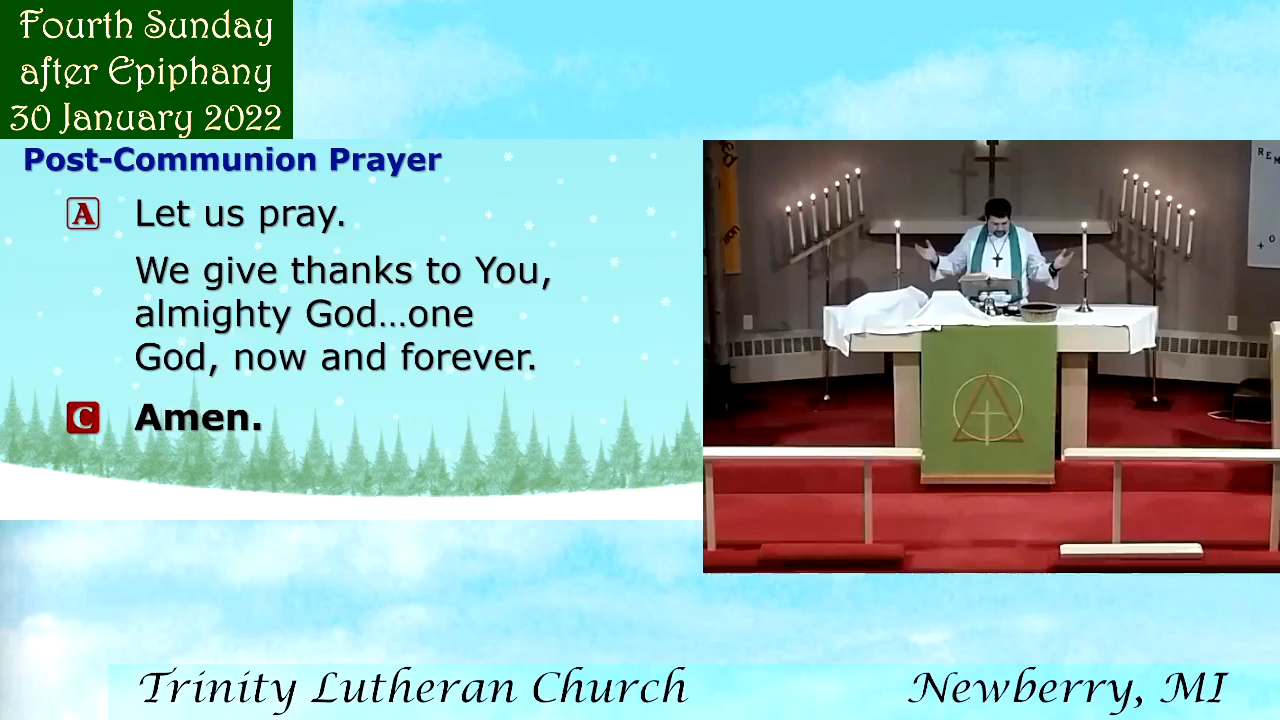 Fourth Sunday
after Epiphany
30 January 2022
Post-Communion Prayer
A Let us pray.
We give thanks to You,
almighty God…one
God, now and forever.
C Amen.
Trinity Lutheran Church
Newberry, MI